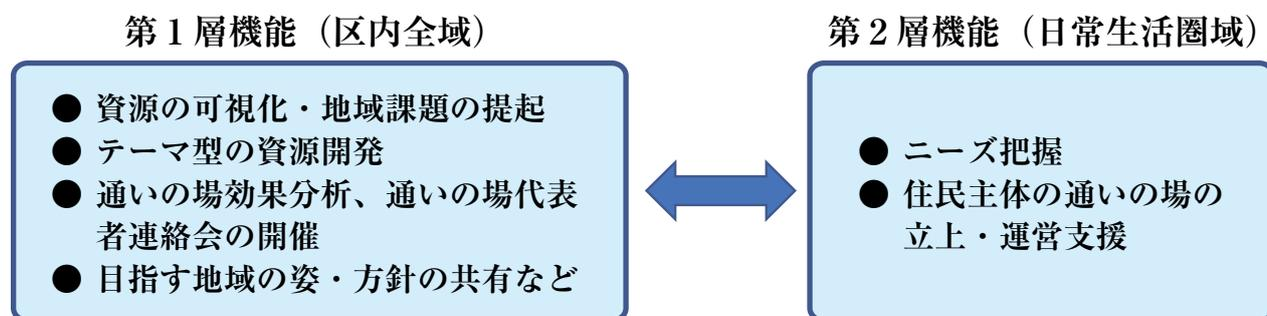 第1層機能（区内全域）
● 資源の可視化・地域課題の提起
● テーマ型の資源開発
● 通いの場効果分析、通いの場代表
者連絡会の開催
● 目指す地域の姿・方針の共有など
第2層機能（日常生活圏域）
● ニーズ把握
● 住民主体の通いの場の
立上・運営支援